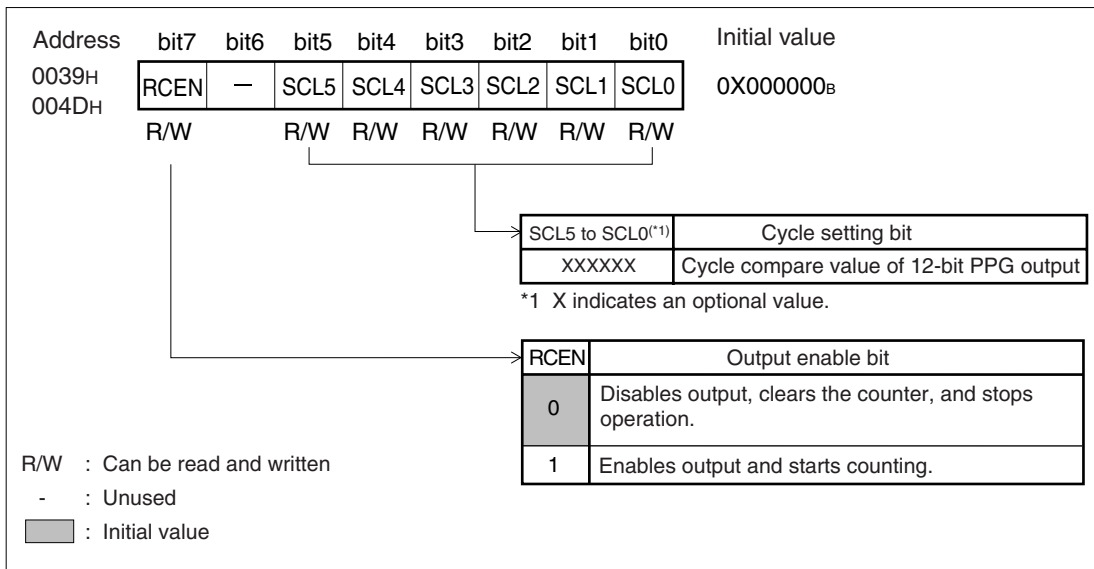 Address bit7 bit6 bit5 bit4 bit3 bit2 bit1 bit0 Initial value
0039H RCEN — SCL5 SCL4 SCL3 SCL2 SCL1 SCL0 0X000000B
004DH
R/W R/W R/W R/W R/W R/W R/W
SCL5 to SCL0(*1) Cycle setting bit
XXXXXX Cycle compare value of 12-bit PPG output
*1 X indicates an optional value.
RCEN Output enable bit
0 Disables output, clears the counter, and stops
operation.
1 Enables output and starts counting.
R/W : Can be read and written
- : Unused
: Initial value